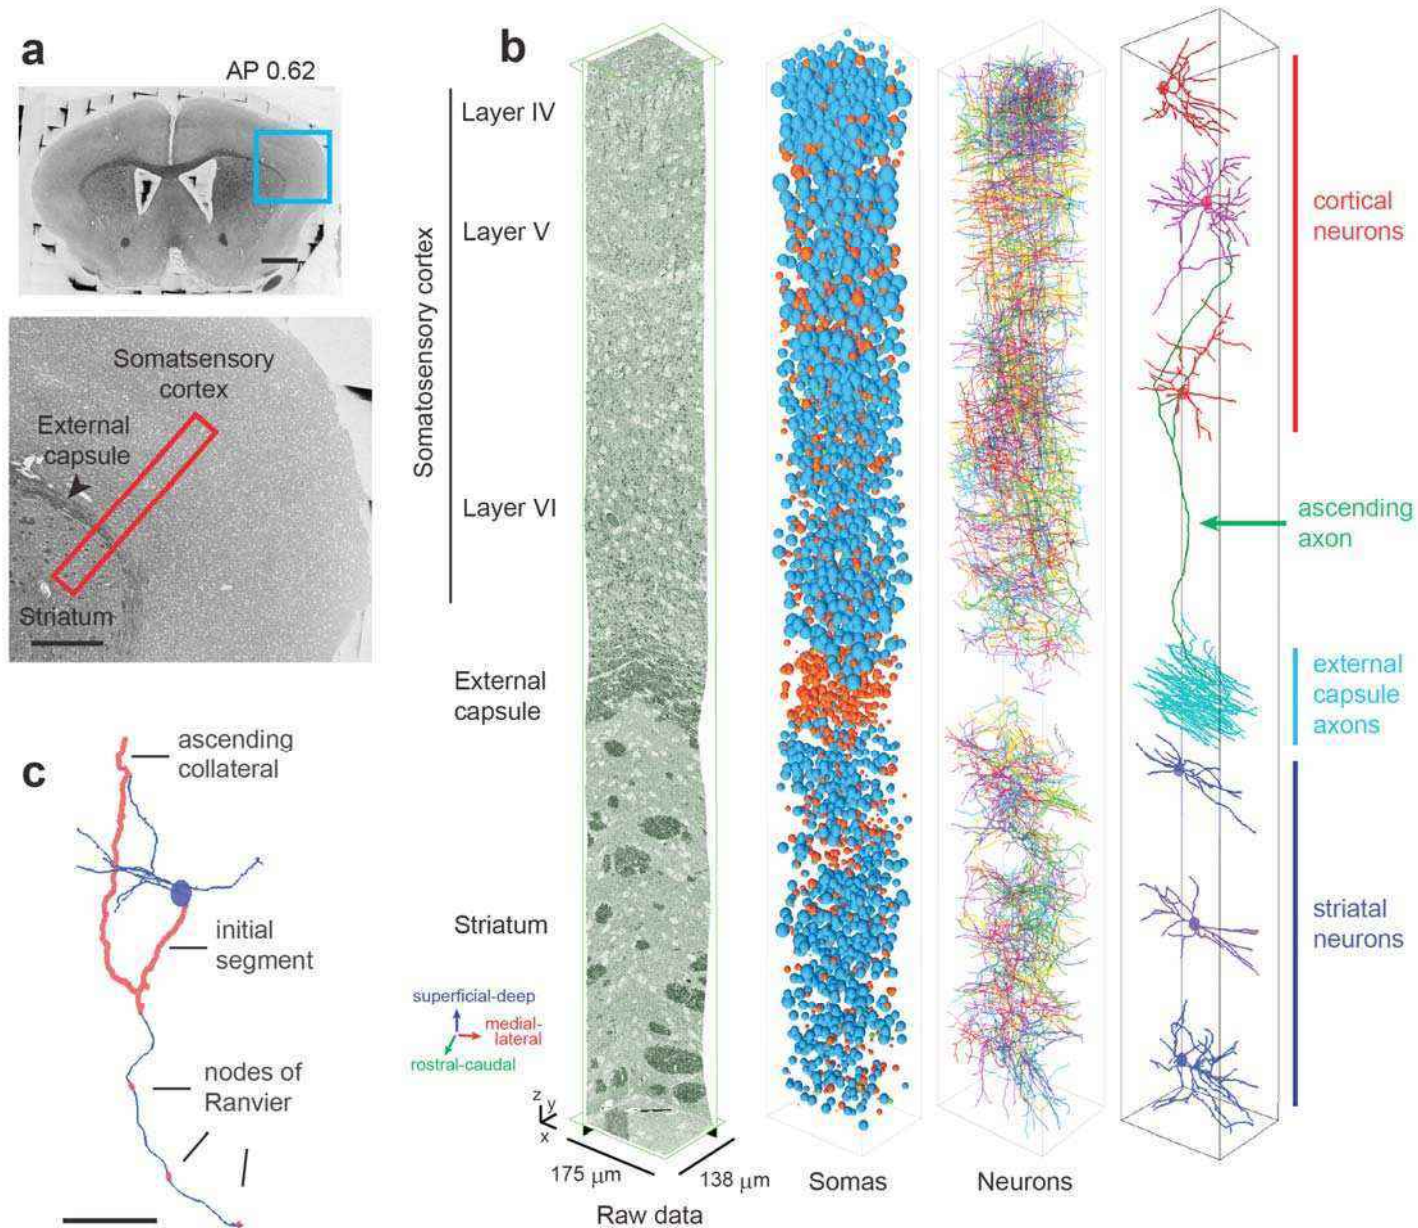 a
AP 0.62
Somatsensory
cortex
External
capsule
Striatum
b
Somatosensory cortex
Layer IV
Layer V
Layer VI
External
capsule
Striatum
superficial-deep
medial-
lateral
rostral-caudal
z
y
x
175 μm
138 μm
Raw data
Somas
Neurons
cortical
neurons
ascending
axon
external
capsule
axons
striatal
neurons
c
ascending
collateral
initial
segment
nodes of
Ranvier